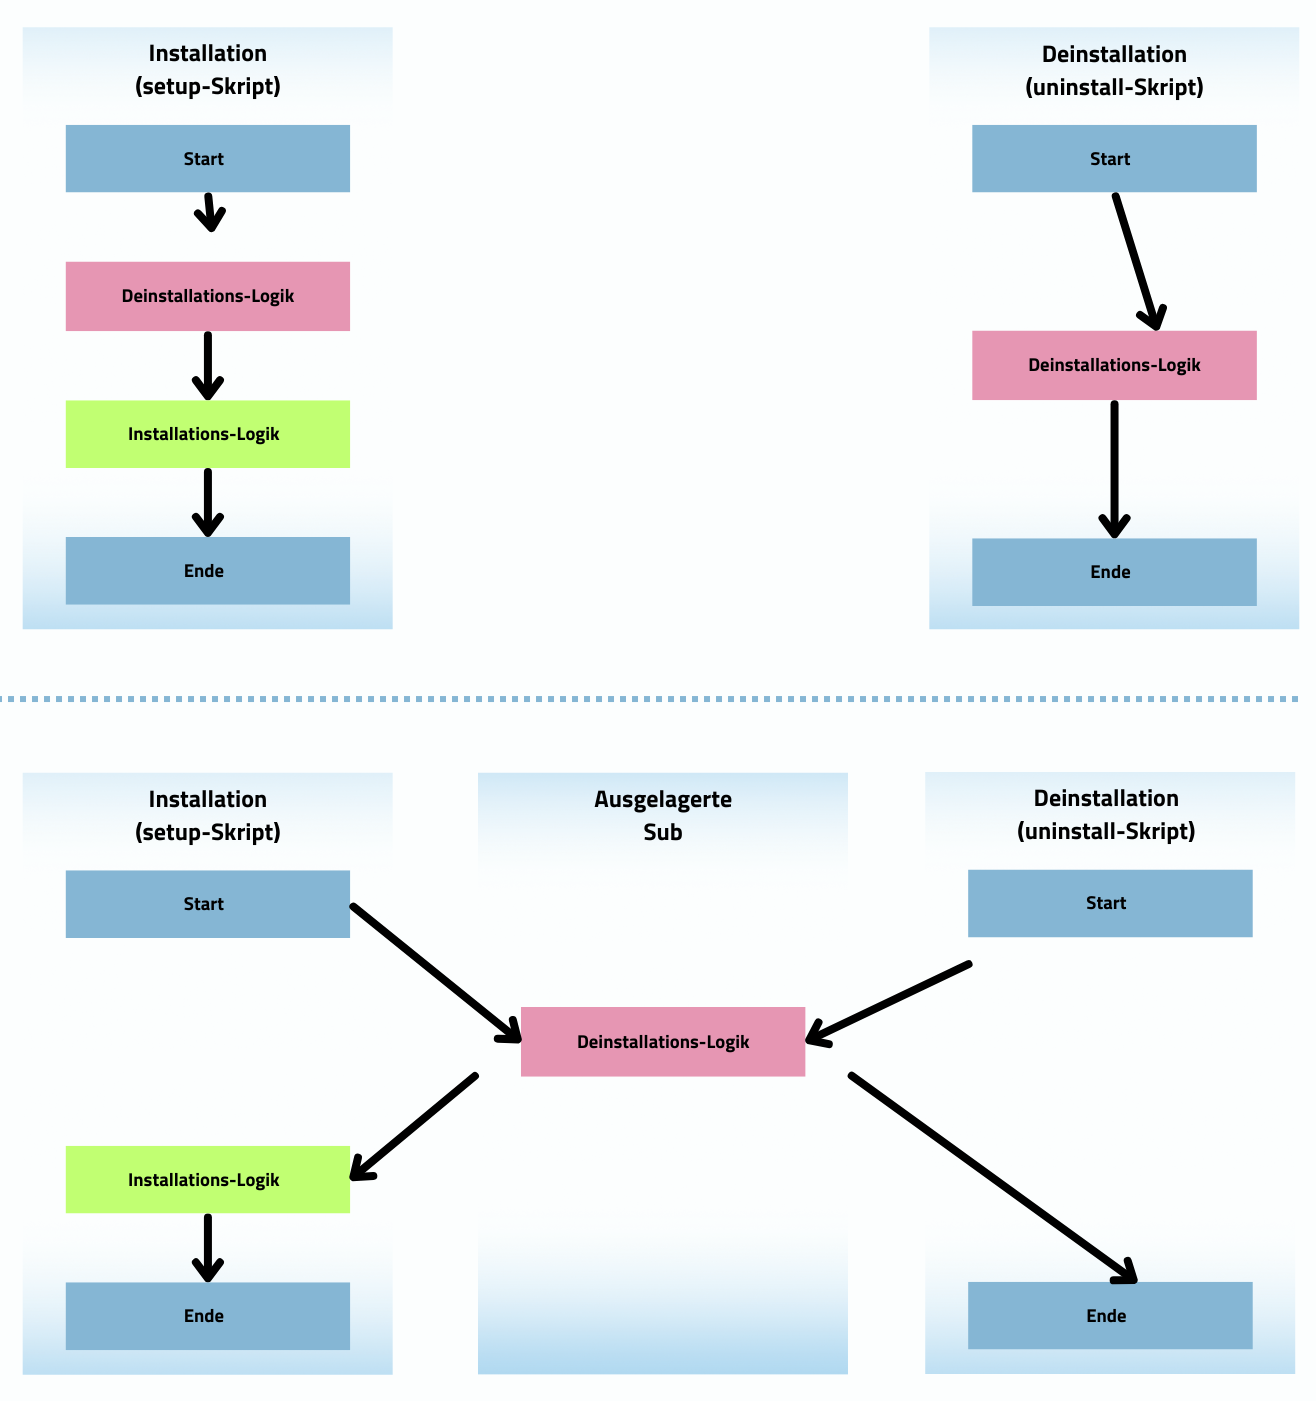 Installation
(setup-Skript)
Start
Deinstallations-Logik
Installations-Logik
Ende
Deinstallation
(uninstall-Skript)
Start
Deinstallations-Logik
Ende
Installation
(setup-Skript)
Start
Installations-Logik
Ende
Ausgelagerte
Sub
Deinstallations-Logik
Deinstallation
(uninstall-Skript)
Start
Ende